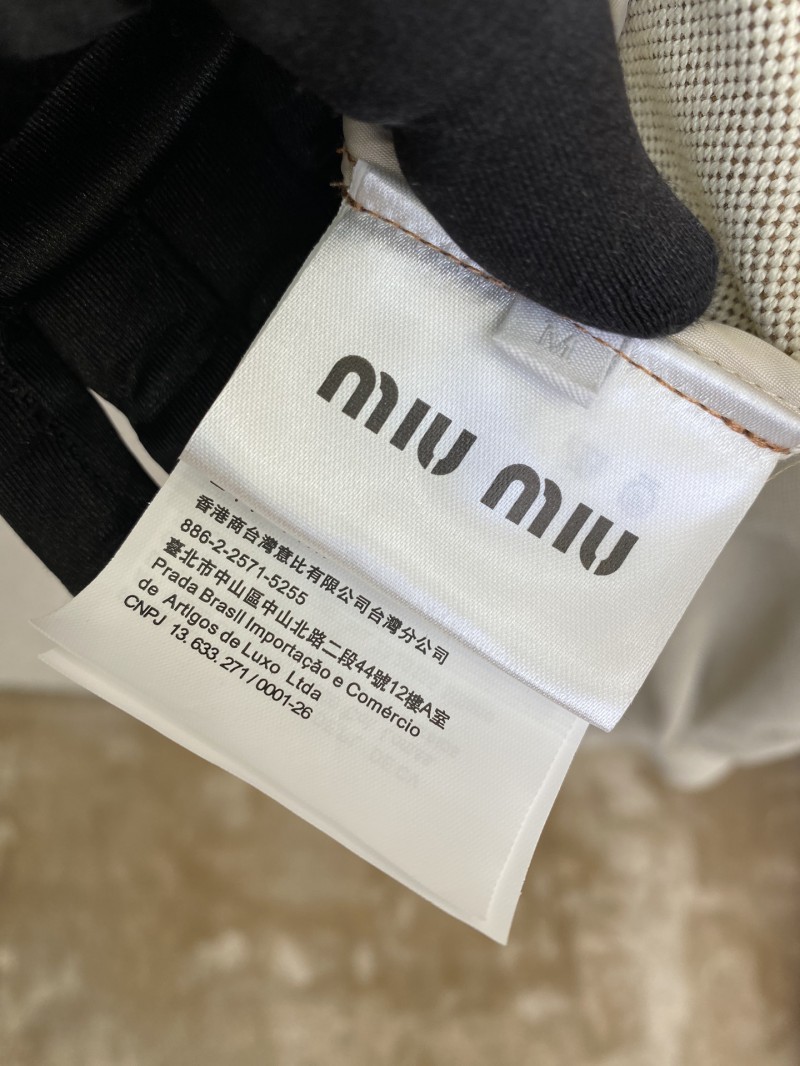 M
miu miu
香港商台灣意比有限公司台灣分公司
886-2-2571-5255
臺北市中山區中山北路二段44號12樓A室
Prada Brasil Importação e Comércio
de Artigos de Luxo Ltda
CNPJ 13.633.271/0001-26